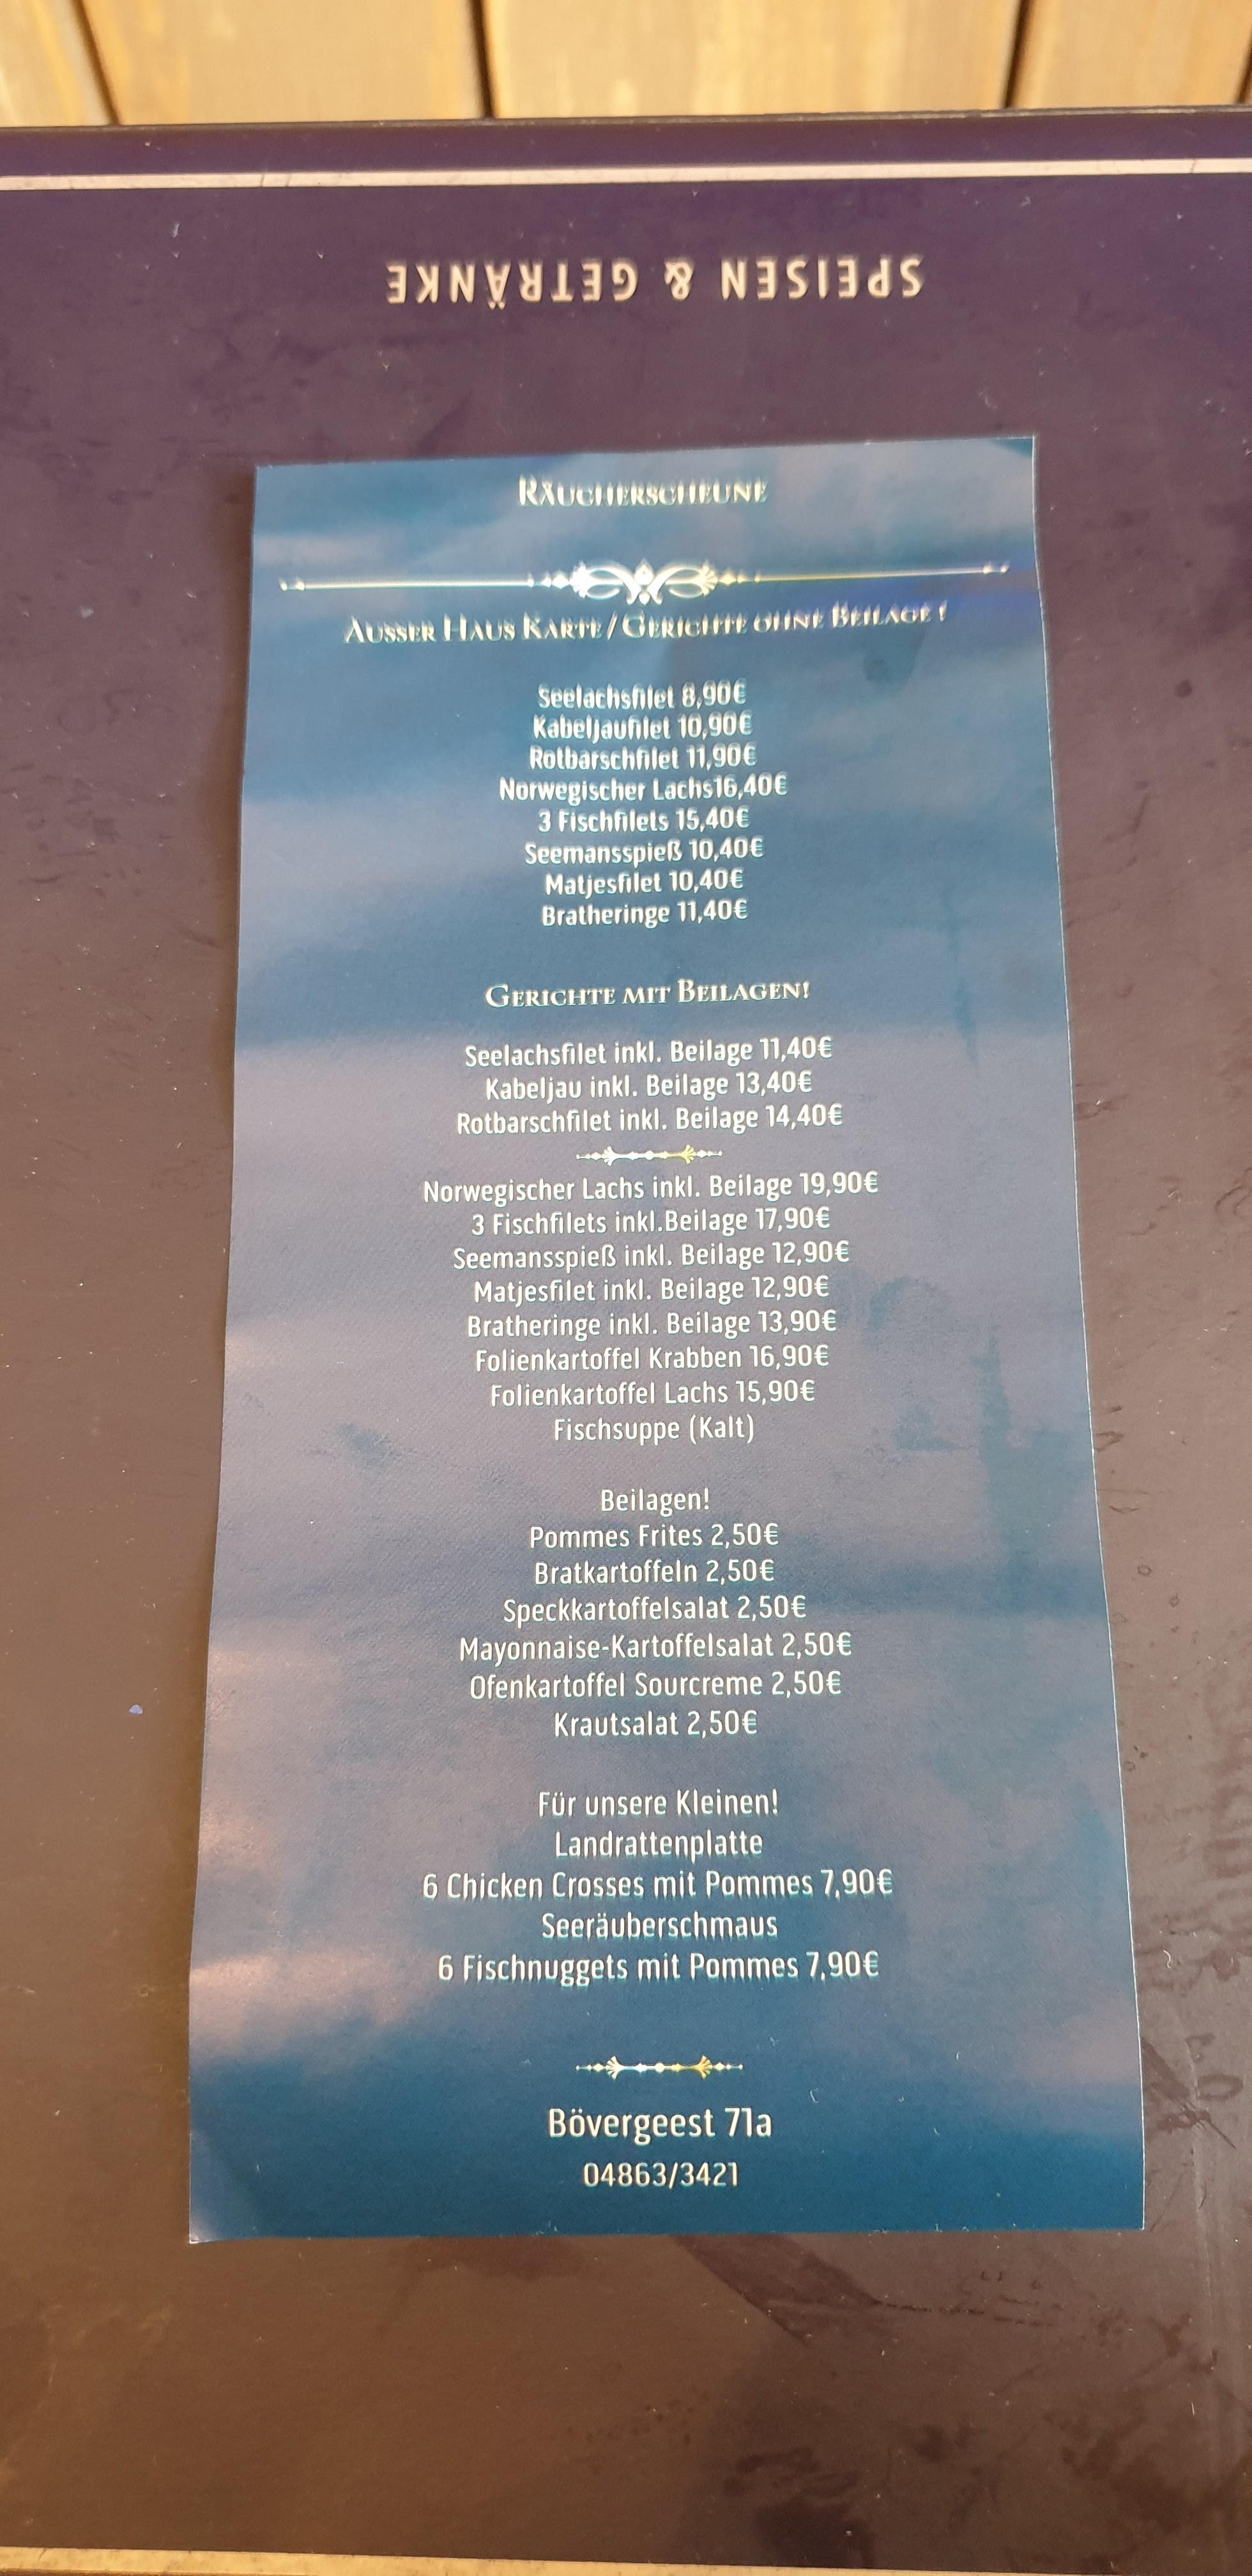 SPEISEN & GETRÄNKE
RÄUCHERSCHEUNE
AUSSER HAUS KARTE / GERICHTE OHNE BEILAGE !
Seelachsfilet 8,90€
Kabeljaufilet 10,90€
Rotbarschfilet 11,90€
Norwegischer Lachs16,40€
3 Fischfilets 15,40€
Seemansspieß 10,40€
Matjesfilet 10,40€
Bratheringe 11,40€
GERICHTE MIT BEILAGEN!
Seelachsfilet inkl. Beilage 11,40€
Kabeljau inkl. Beilage 13,40€
Rotbarschfilet inkl. Beilage 14,40€
Norwegischer Lachs inkl. Beilage 19,90€
3 Fischfilets inkl.Beilage 17,90€
Seemansspieß inkl. Beilage 12,90€
Matjesfilet inkl. Beilage 12,90€
Bratheringe inkl. Beilage 13,90€
Folienkartoffel Krabben 16,90€
Folienkartoffel Lachs 15,90€
Fischsuppe (Kalt)
Beilagen!
Pommes Frites 2,50€
Bratkartoffeln 2,50€
Speckkartoffelsalat 2,50€
Mayonnaise-Kartoffelsalat 2,50€
Ofenkartoffel Sourcreme 2,50€
Krautsalat 2,50€
Für unsere Kleinen!
Landrattenplatte
6 Chicken Crosses mit Pommes 7,90€
Seeräuberschmaus
6 Fischnuggets mit Pommes 7,90€
Bövergeest 71a
04863/3421